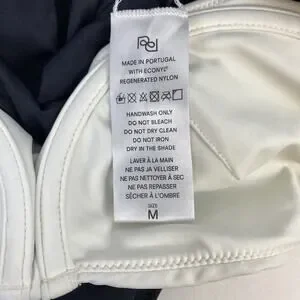 MADE IN PORTUGAL
WITH ECONYL®
REGENERATED NYLON
HANDWASH ONLY
DO NOT BLEACH
DO NOT DRY CLEAN
DO NOT IRON
DRY IN THE SHADE
LAVER À LA MAIN
NE PAS JAVELLISER
NE PAS NETTOYER À SEC
NE PAS REPASSER
SÉCHER À L'OMBRE
SIZE
M